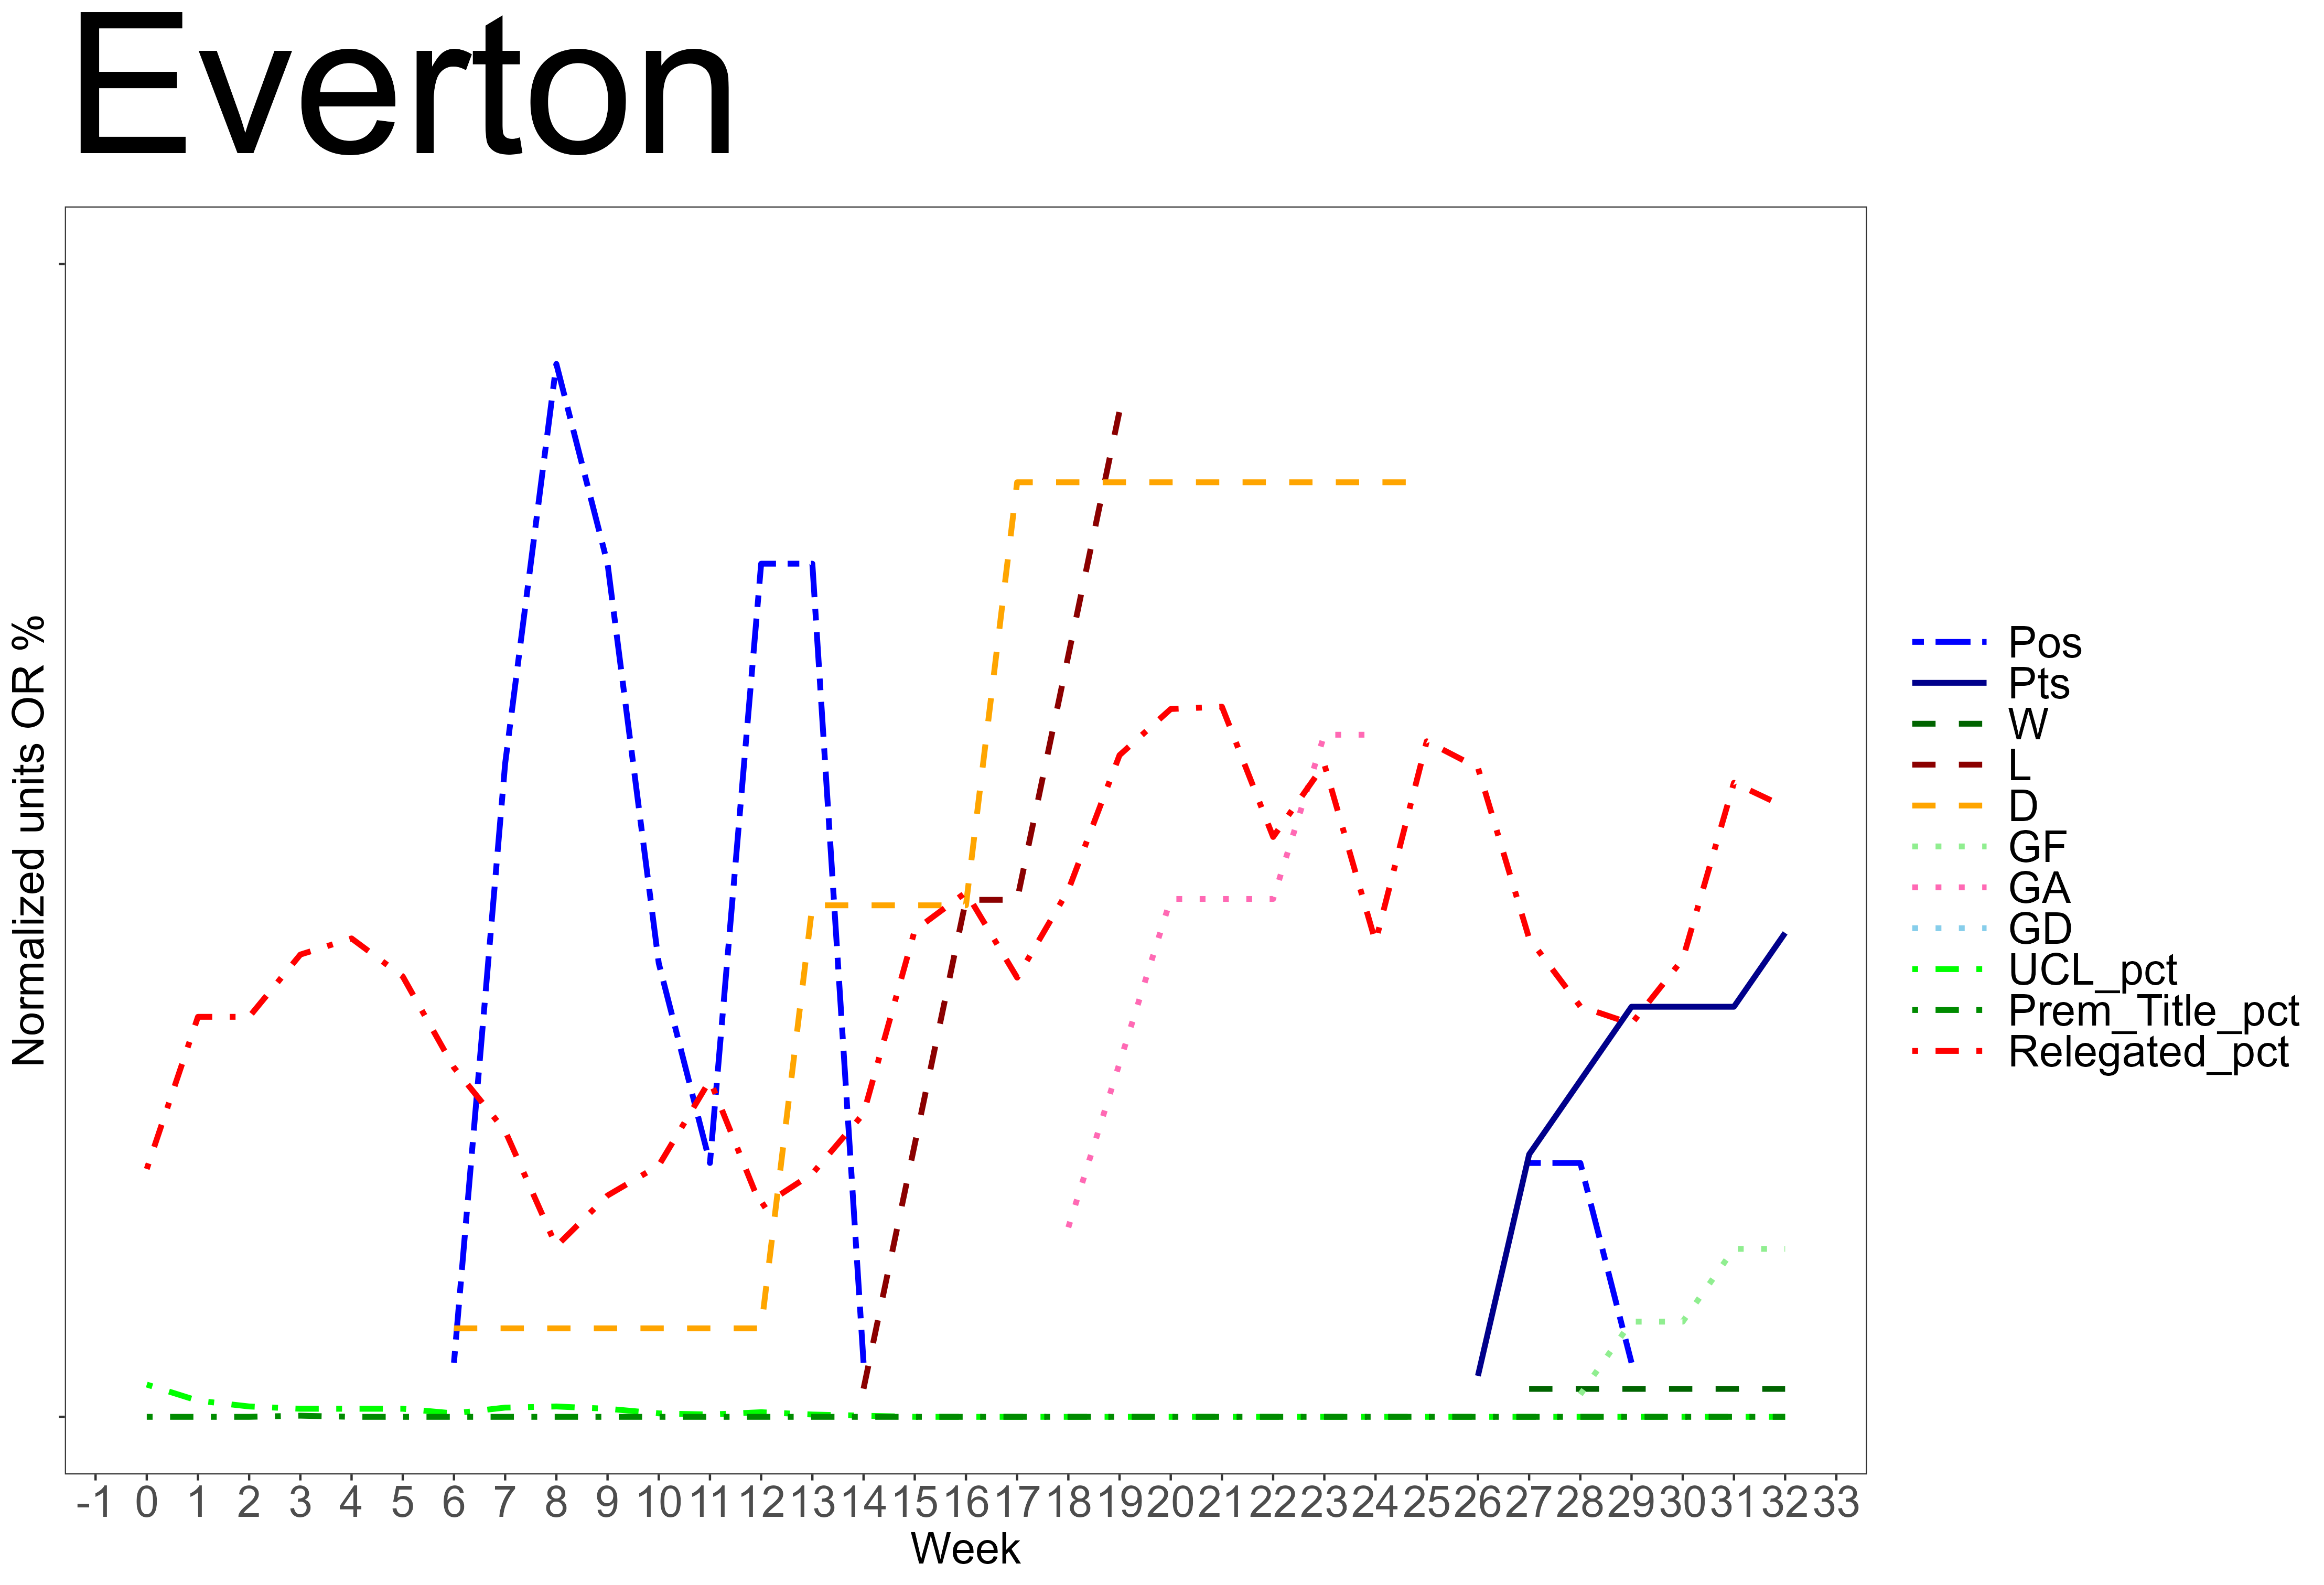 Everton
Normalized units OR %
-1 0 1 2 3 4 5 6 7 8 9 10 11 12 13 14 15 16 17 18 19 20 21 22 23 24 25 26 27 28 29 30 31 32 33
Week
Pos
Pts
W
L
D
GF
GA
GD
UCL_pct
Prem_Title_pct
Relegated_pct